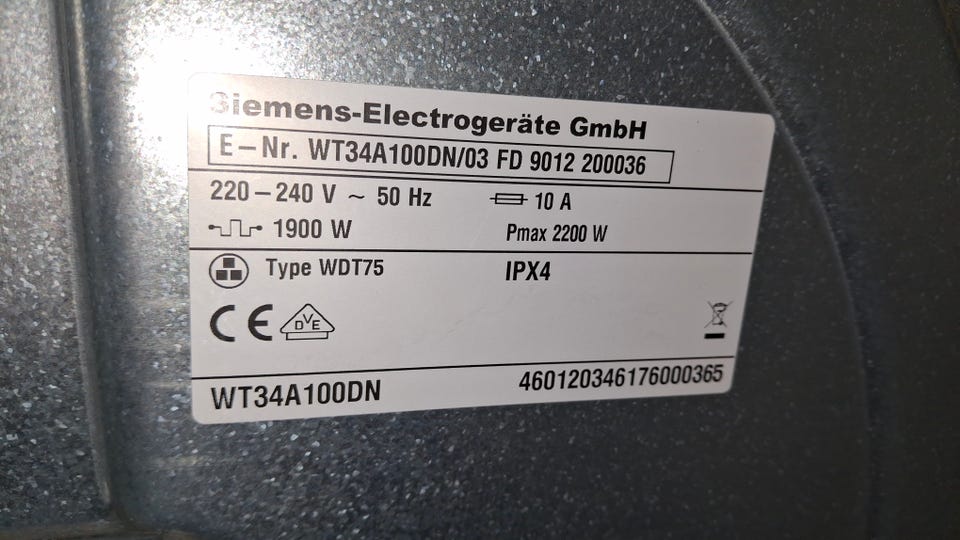 Siemens-Electrogeräte GmbH
E-Nr. WT34A100DN/03 FD 9012 200036
220-240 V ~ 50 Hz 10 A
1900 W Pmax 2200 W
Type WDT75 IPX4
CE DVE
WT34A100DN 460120346176000365